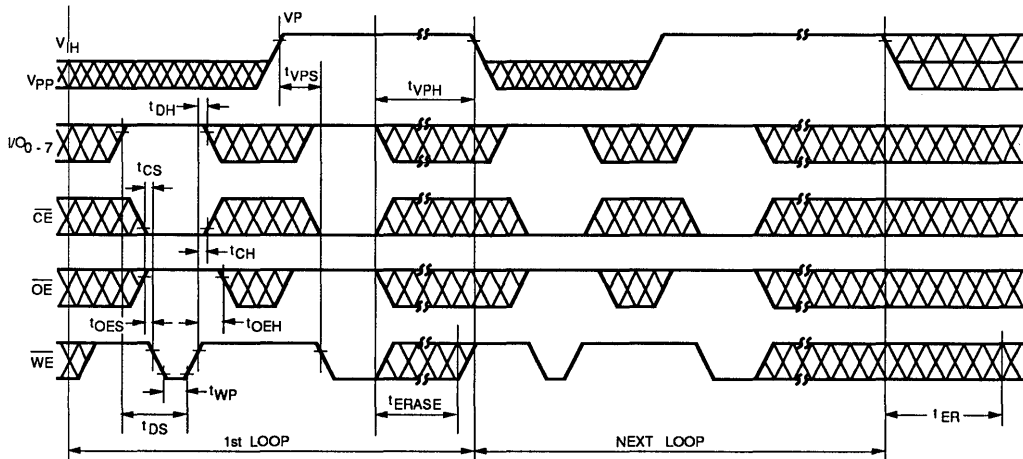 VP
VIH
VPP
tVPS
tVPH
tDH
I/O0-7
tCS
CE
tCH
OE
tOES
tOEH
WE
tWP
tERASE
tDS
tER
1st LOOP
NEXT LOOP